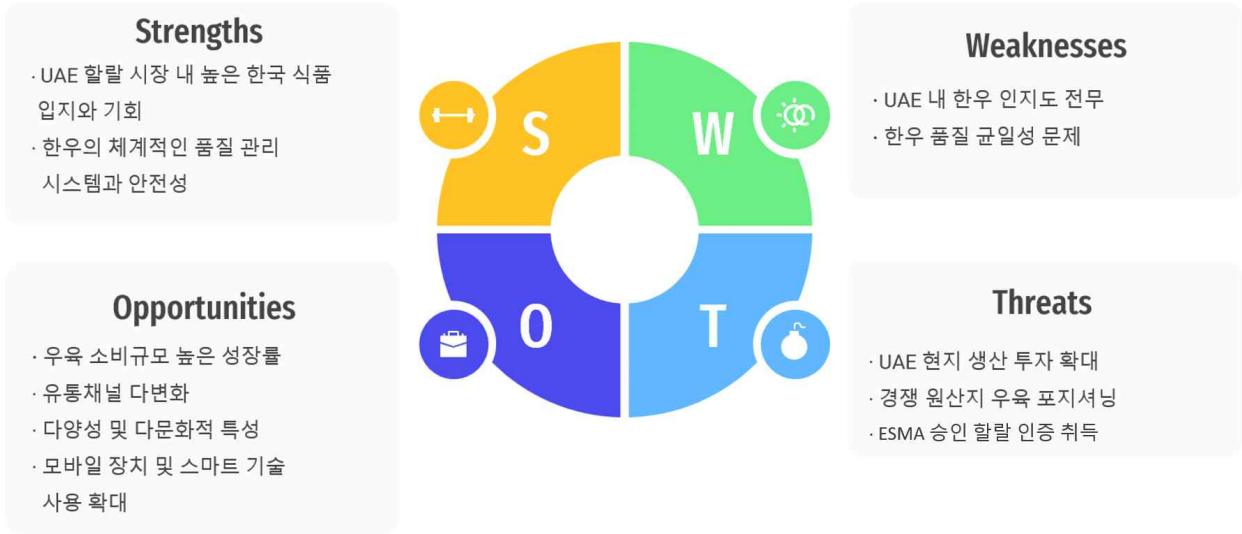 Strengths
· UAE 할랄 시장 내 높은 한국 식품
입지와 기회
· 한우의 체계적인 품질 관리
시스템과 안전성
Weaknesses
· UAE 내 한우 인지도 전무
· 한우 품질 균일성 문제
S
W
O
T
Opportunities
· 우육 소비규모 높은 성장률
· 유통채널 다변화
· 다양성 및 다문화적 특성
· 모바일 장치 및 스마트 기술
사용 확대
Threats
· UAE 현지 생산 투자 확대
· 경쟁 원산지 우육 포지셔닝
· ESMA 승인 할랄 인증 취득